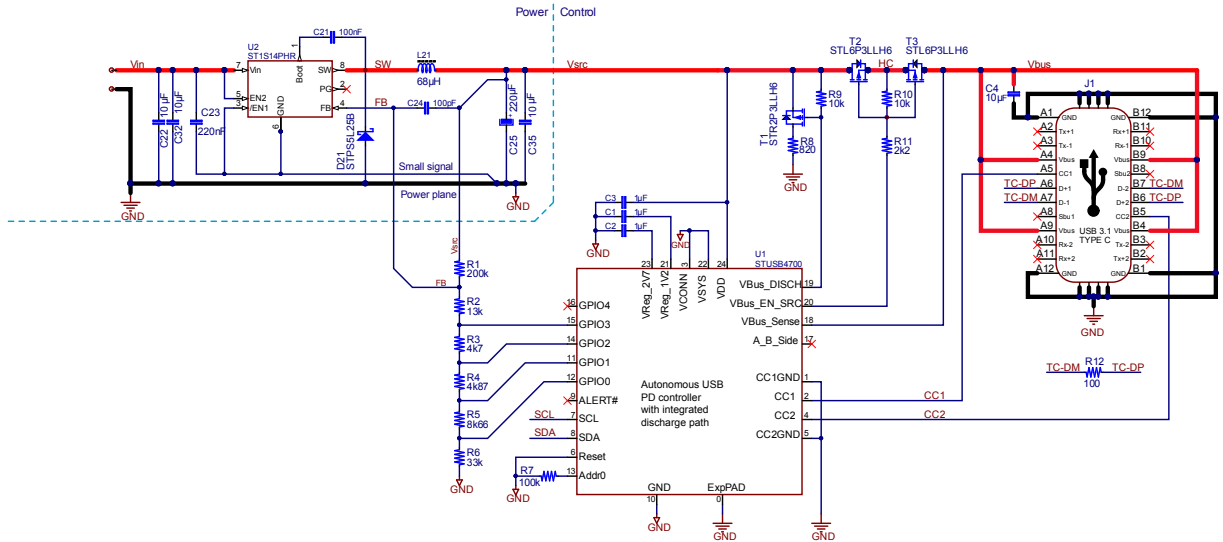 Power Control
C21 100nF
U2
ST1S14PHR
Vin
7 Vin
Boot
1
SW 8
PG 2
FB 4
5 EN2
3 /EN1
GND
6
SW
L21
68µH
Vsrc
FB
C24 100pF
C22 10µF
C32 10µF
C23
220nF
D21
STPS5L25B
C25 220µF
+
C35 10µF
Small signal
Power plane
GND
GND
T2
STL6P3LLH6
T3
STL6P3LLH6
HC
Vbus
T1
STR2P3LLH6
R9
10k
R10
10k
R8
820
R11
2k2
GND
C4
10µF
J1
A1 GND
A2 Tx+1
A3 Tx-1
A4 Vbus
A5 CC1
A6 D+1
A7 D-1
A8 Sbu1
A9 Vbus
A10 Rx-2
A11 Rx+2
A12 GND
GND B12
Rx+1 B11
Rx-1 B10
Vbus B9
Sbu2 B8
D-2 B7
D+2 B6
CC2 B5
Vbus B4
Tx-2 B3
Tx+2 B2
GND B1
USB 3.1
TYPE C
TC-DP
TC-DM
TC-DM
TC-DP
GND
C3 1µF
C1 1µF
C2 1µF
GND
GND
Vsrc
R1
200k
FB
R2
13k
R3
4k7
R4
4k87
R5
8k66
R6
33k
GND
U1
STUSB4700
23 VReg_2V7
21 VReg_1V2
3 VCONN
22 VSYS
24 VDD
16 GPIO4
15 GPIO3
14 GPIO2
11 GPIO1
12 GPIO0
9 ALERT#
7 SCL
8 SDA
6 Reset
13 Addr0
SCL
SDA
R7
100k
GND
VBus_DISCH 19
VBus_EN_SRC 20
VBus_Sense 18
A_B_Side 17
CC1GND 1
CC1 2
CC2 4
CC2GND 5
Autonomous USB
PD controller
with integrated
discharge path
GND
10
ExpPAD
0
GND
GND
GND
CC1
CC2
TC-DM R12 TC-DP
100